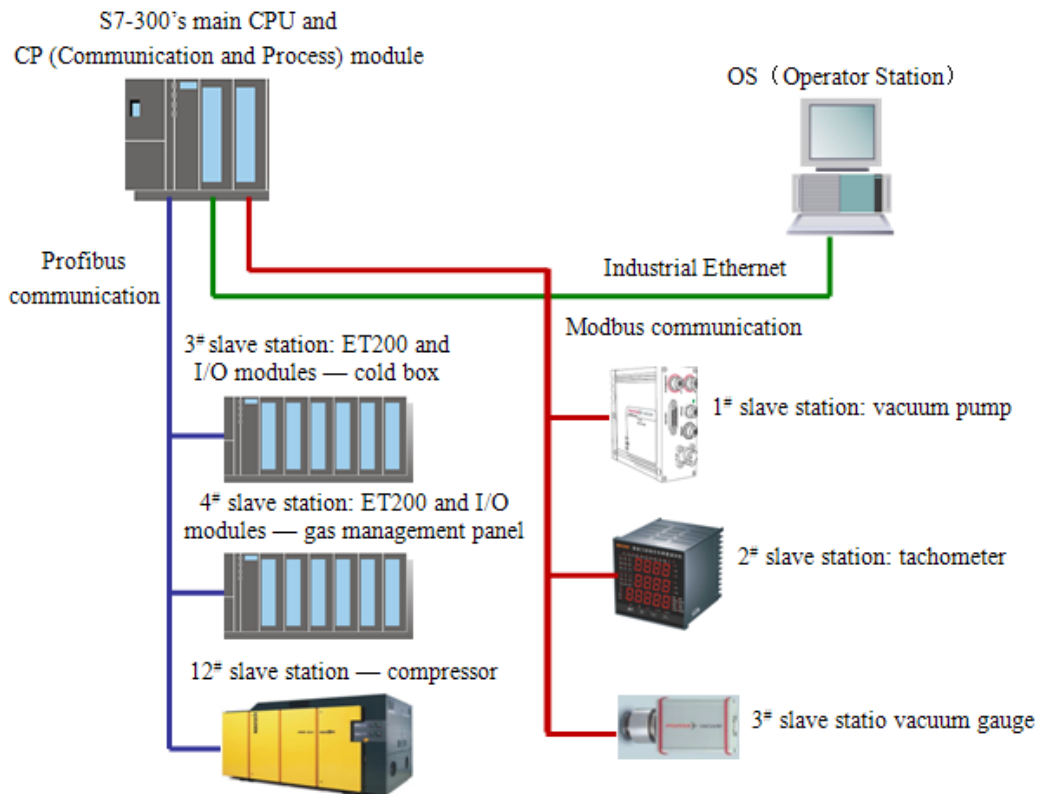 S7-300’s main CPU and
CP (Communication and Process) module
OS（Operator Station）
Profibus
communication
Industrial Ethernet
Modbus communication
3# slave station: ET200 and
I/O modules — cold box
1# slave station: vacuum pump
4# slave station: ET200 and I/O
modules — gas management panel
2# slave station: tachometer
12# slave station — compressor
3# slave statio vacuum gauge